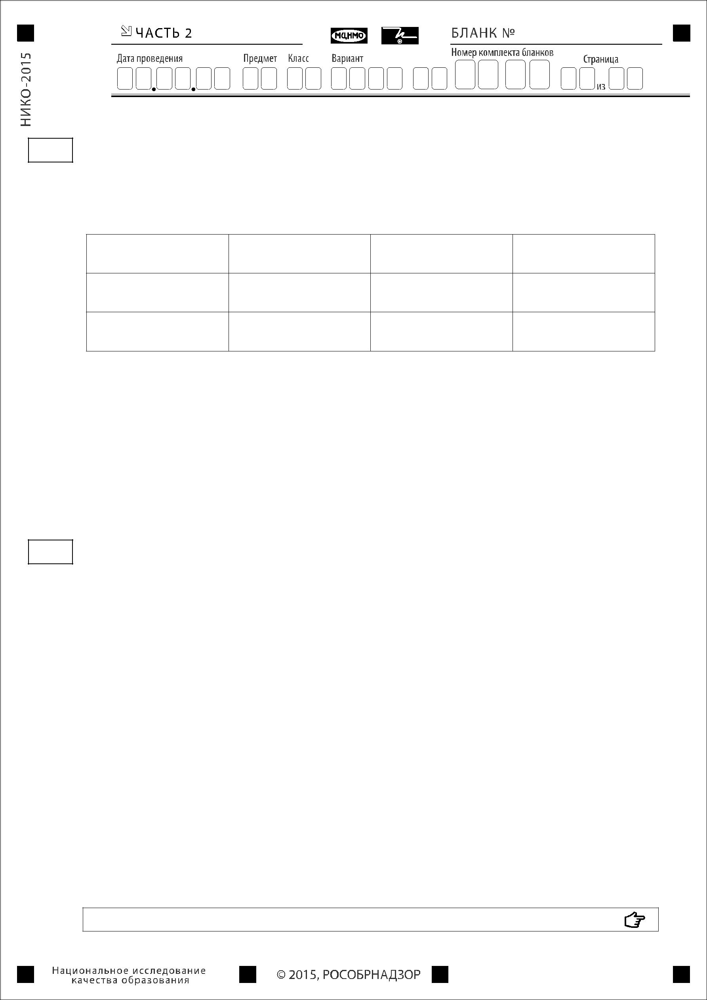 ЧАСТЬ 2
МЦНМО
БЛАНК №
Дата проведения
Предмет
Класс
Вариант
Номер комплекта бланков
Страница
из
НИКО-2015
Национальное исследование
качества образования
© 2015, РОСОБРНАДЗОР